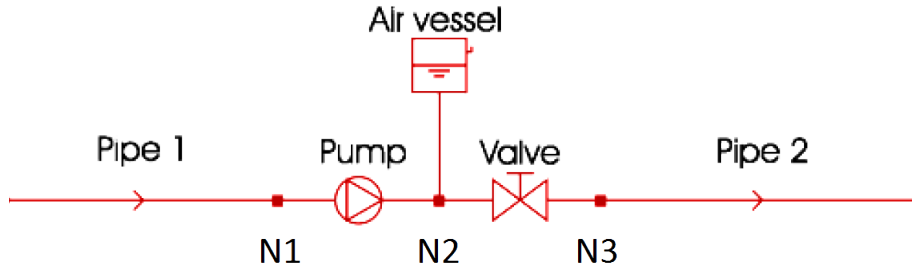 Air vessel
Pipe 1
Pump
Valve
Pipe 2
N1
N2
N3